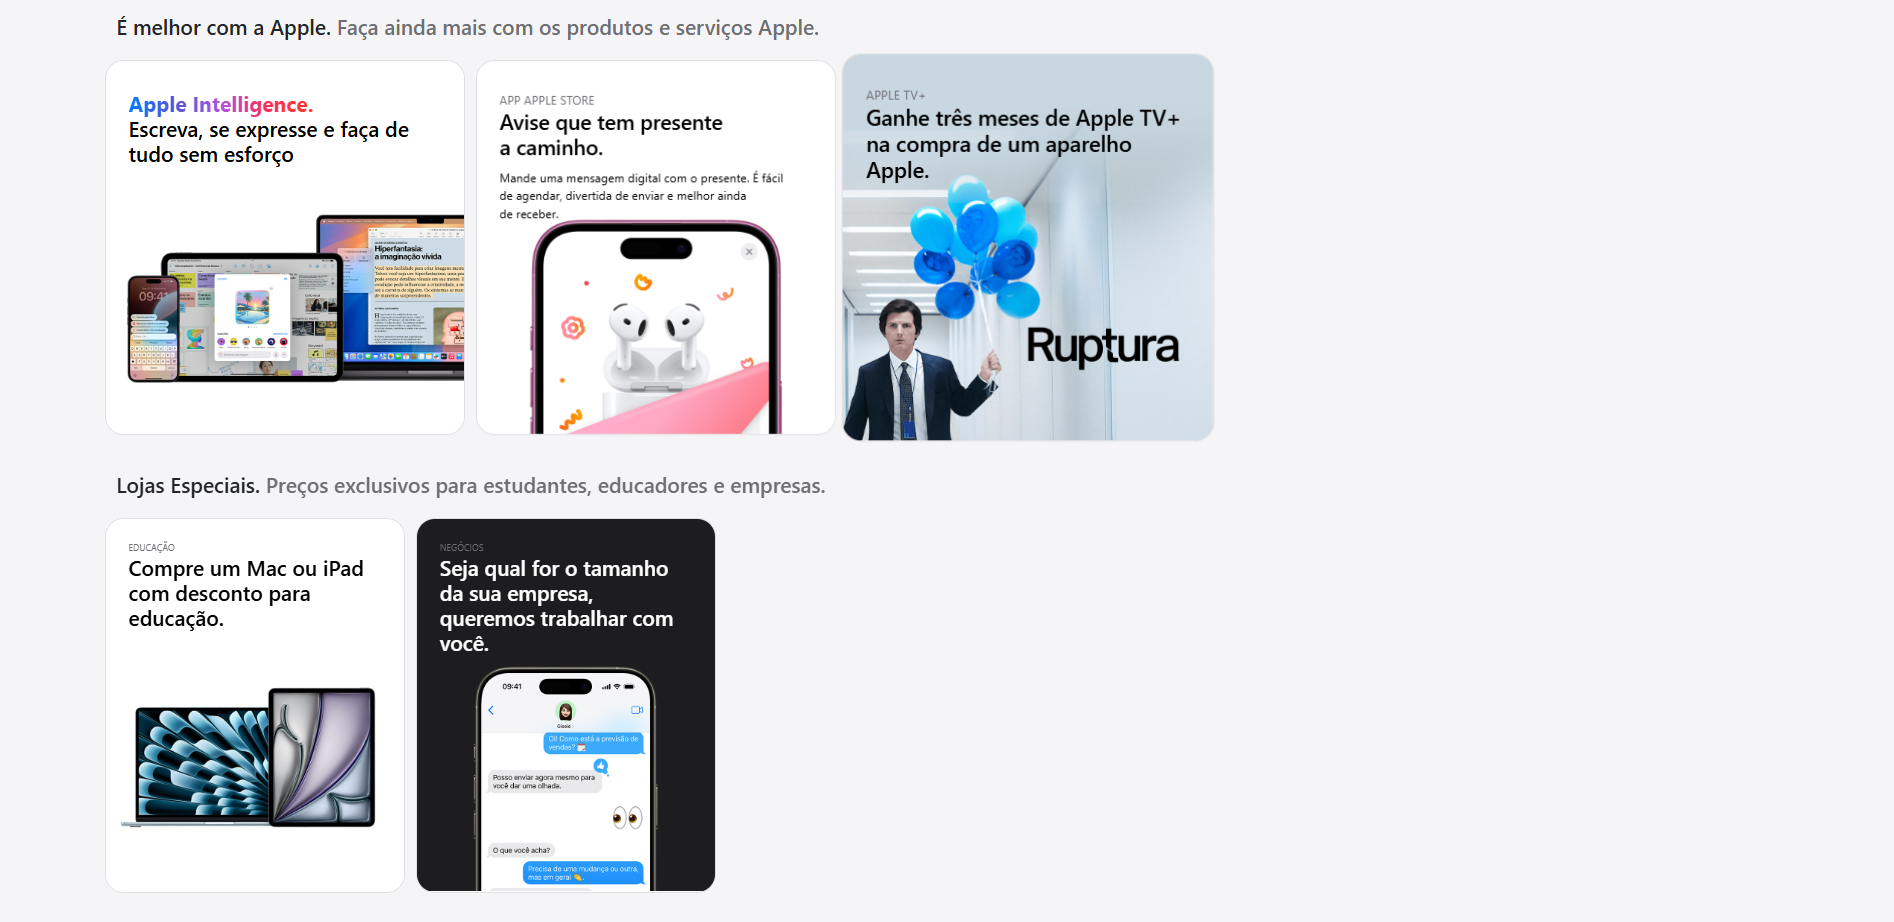 É melhor com a Apple. Faça ainda mais com os produtos e serviços Apple.
Apple Intelligence.
Escreva, se expresse e faça de
tudo sem esforço
09:41
Hiperfantasia:
a imaginação vívida
APP APPLE STORE
Avise que tem presente
a caminho.
Mande uma mensagem digital com o presente. É fácil
de agendar, divertida de enviar e melhor ainda
de receber.
APPLE TV+
Ganhe três meses de Apple TV+
na compra de um aparelho
Apple.
Ruptura
Lojas Especiais. Preços exclusivos para estudantes, educadores e empresas.
EDUCAÇÃO
Compre um Mac ou iPad
com desconto para
educação.
NEGÓCIOS
Seja qual for o tamanho
da sua empresa,
queremos trabalhar com
você.
09:41
Gisele
Oi! Como está a previsão de
vendas? 📅
Posso enviar agora mesmo para
você dar uma olhada.
👀
O que você acha?
Precisa de uma mudança ou outra,
mas em geral 👏.